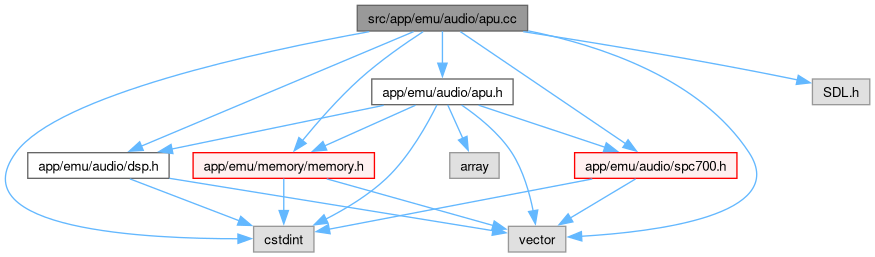 src/app/emu/audio/apu.cc
app/emu/audio/apu.h
SDL.h
app/emu/audio/dsp.h
app/emu/memory/memory.h
array
app/emu/audio/spc700.h
cstdint
vector